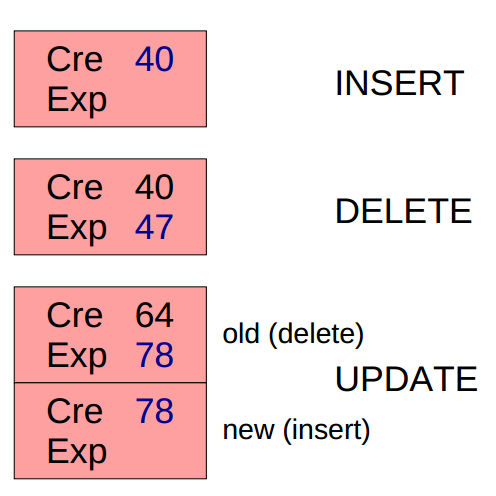 Cre 40
Exp
INSERT
Cre 40
Exp 47
DELETE
Cre 64
Exp 78
old (delete)
UPDATE
Cre 78
Exp
new (insert)